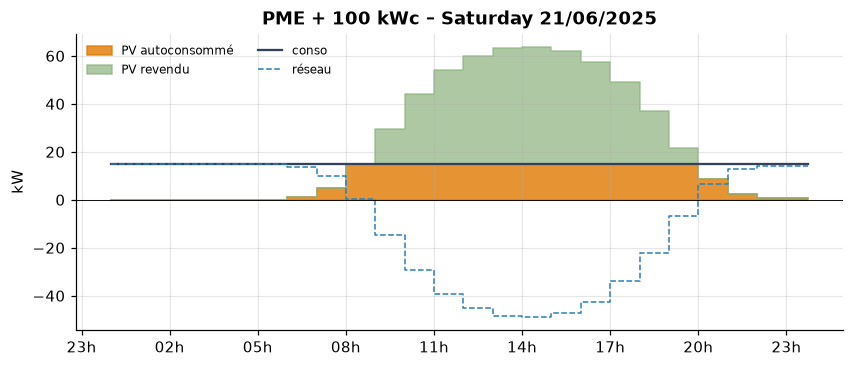 PME + 100 kWc – Saturday 21/06/2025
PV autoconsommé
PV revendu
conso
réseau
kW
60
40
20
0
−20
−40
23h 02h 05h 08h 11h 14h 17h 20h 23h